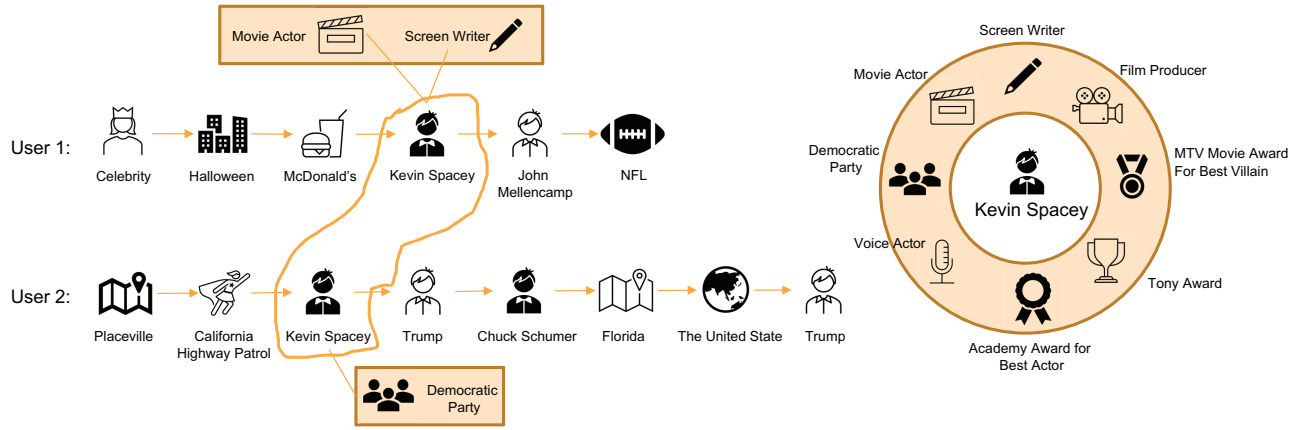 Movie Actor
Screen Writer
User 1:
Celebrity
Halloween
McDonald's
Kevin Spacey
John
Mellencamp
NFL
User 2:
Placeville
California
Highway Patrol
Kevin Spacey
Trump
Chuck Schumer
Florida
The United State
Trump
Democratic
Party
Screen Writer
Movie Actor
Film Producer
Democratic
Party
MTV Movie Award
For Best Villain
Kevin Spacey
Voice Actor
Tony Award
Academy Award for
Best Actor